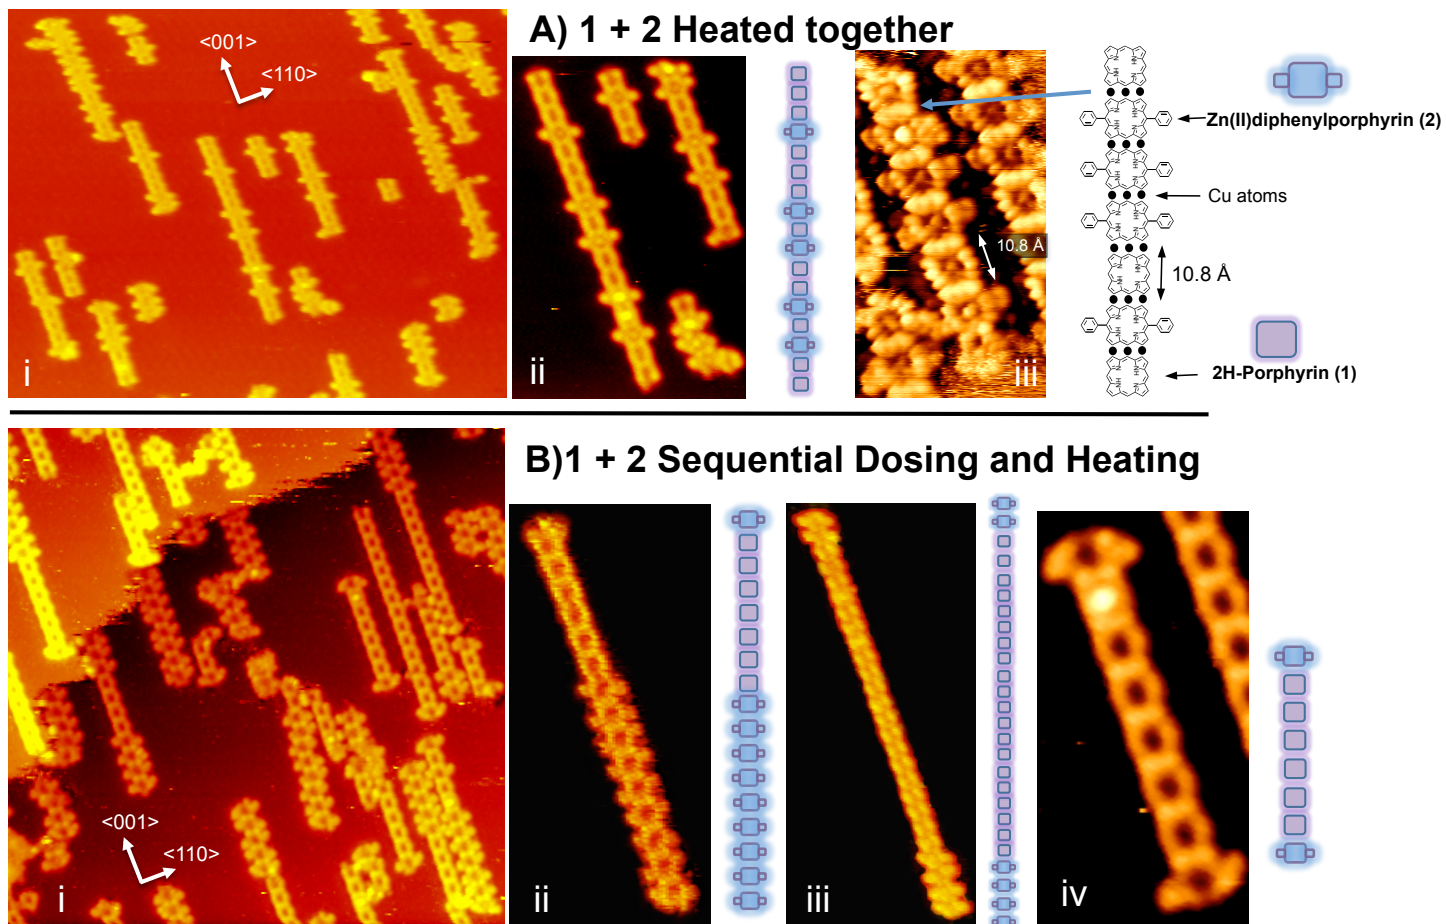 A) 1 + 2 Heated together
<001>
<110>
i
ii
iii
10.8 Å
Zn(II)diphenylporphyrin (2)
Cu atoms
10.8 Å
2H-Porphyrin (1)
B)1 + 2 Sequential Dosing and Heating
<001>
<110>
i
ii
iii
iv